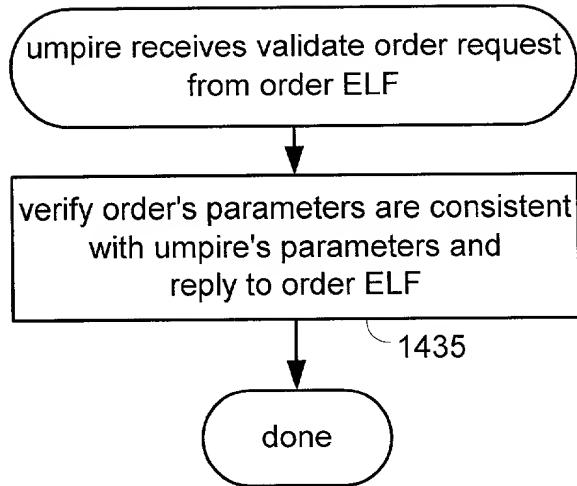 umpire receives validate order request
from order ELF
verify order's parameters are consistent
with umpire's parameters and
reply to order ELF
1435
done